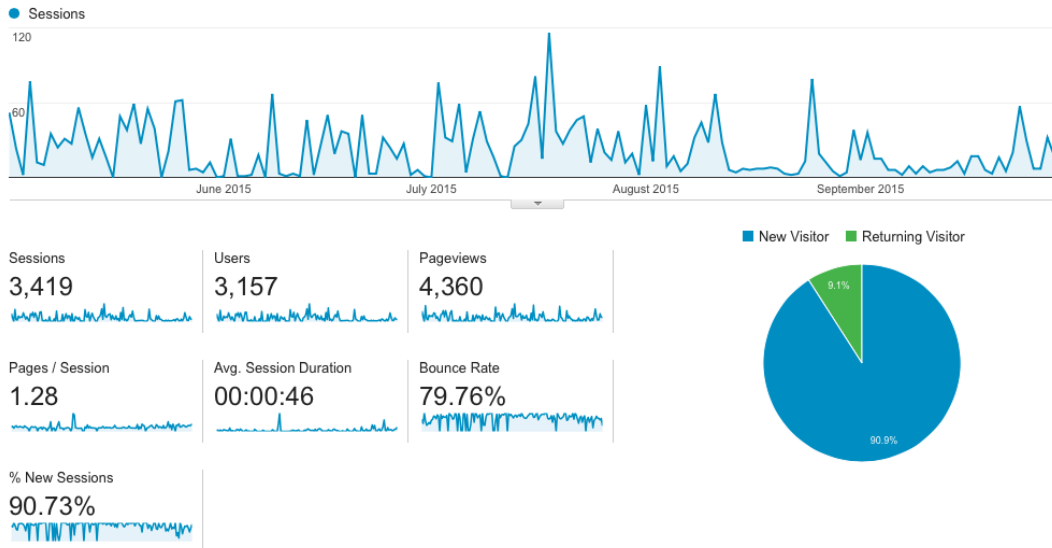 Sessions
120
60
June 2015 July 2015 August 2015 September 2015
New Visitor Returning Visitor
Sessions Users Pageviews
3,419 3,157 4,360
9.1%
Pages / Session Avg. Session Duration Bounce Rate
1.28 00:00:46 79.76%
90.9%
% New Sessions
90.73%